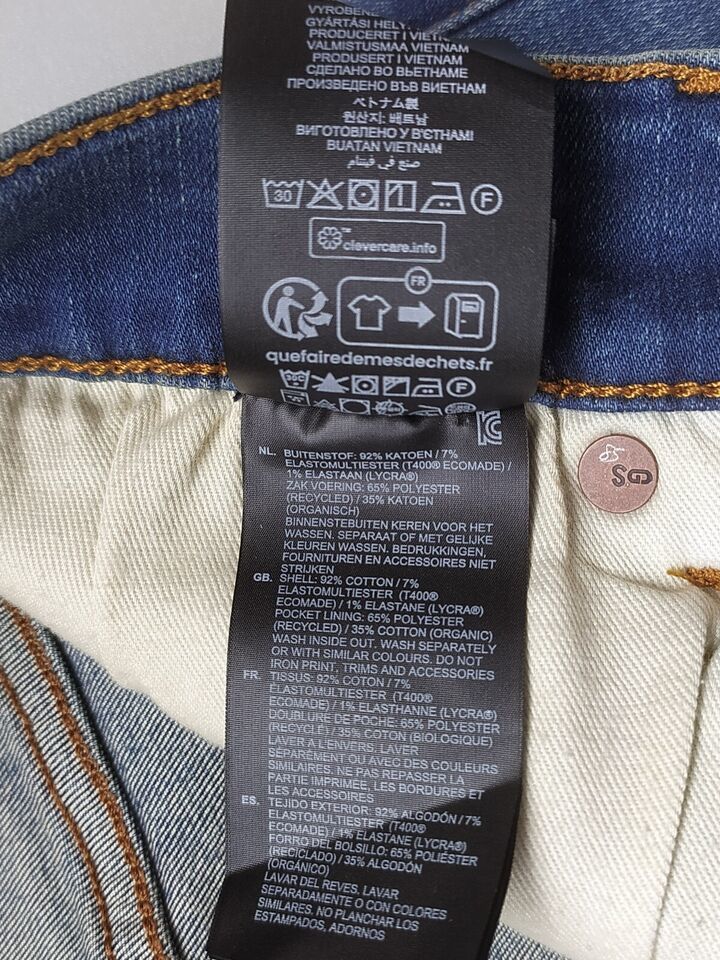 VYROBENO
GYÁRTÁSI HELY
PRODUCERET I
VALMISTUSMAA VIETNAM
PRODUSERT I VIETNAM
СДЕЛАНО ВО ВЬЕТНАМЕ
ПРОИЗВЕДЕНО ВЪВ ВИЕТНАМ
ベトナム製
원산지: 베트남
ВИГОТОВЛЕНО У В'ЄТНАМІ
BUATAN VIETNAM
صنع في فيتنام
30 F
clevercare.info
FR
quefairedemesdechets.fr
30C F
NL. BUITENSTOF: 92% KATOEN / 7%
ELASTOMULTIESTER (T400® ECOMADE) /
1% ELASTAAN (LYCRA®)
ZAK VOERING: 65% POLYESTER
(RECYCLED) / 35% KATOEN
(ORGANISCH)
BINNENSTEBUITEN KEREN VOOR HET
WASSEN. SEPARAAT OF MET GELIJKE
KLEUREN WASSEN. BEDRUKKINGEN,
FOURNITUREN EN ACCESSOIRES NIET
STRIJKEN
GB. SHELL: 92% COTTON / 7%
ELASTOMULTIESTER (T400®
ECOMADE) / 1% ELASTANE (LYCRA®)
POCKET LINING: 65% POLYESTER
(RECYCLED) / 35% COTTON (ORGANIC)
WASH INSIDE OUT. WASH SEPARATELY
OR WITH SIMILAR COLOURS. DO NOT
IRON PRINT, TRIMS AND ACCESSORIES
FR. TISSUS: 92% COTON / 7%
ÉLASTOMULTIESTER (T400®
ECOMADE) / 1% ELASTHANNE (LYCRA®)
DOUBLURE DE POCHE: 65% POLYESTER
(RECYCLÉ) / 35% COTON (BIOLOGIQUE)
LAVER À L'ENVERS. LAVER
SÉPARÉMENT OU AVEC DES COULEURS
SIMILAIRES. NE PAS REPASSER LA
PARTIE IMPRIMÉE, LES BORDURES ET
LES ACCESSOIRES
ES. TEJIDO EXTERIOR: 92% ALGODÓN / 7%
ELASTOMULTIESTER (T400®
ECOMADE) / 1% ELASTANE (LYCRA®)
FORRO DEL BOLSILLO: 65% POLIÉSTER
(RECICLADO) / 35% ALGODÓN
(ORGÁNICO)
LAVAR DEL REVES. LAVAR
SEPARADAMENTE O CON COLORES
SIMILARES. NO PLANCHAR LOS
ESTAMPADOS, ADORNOS